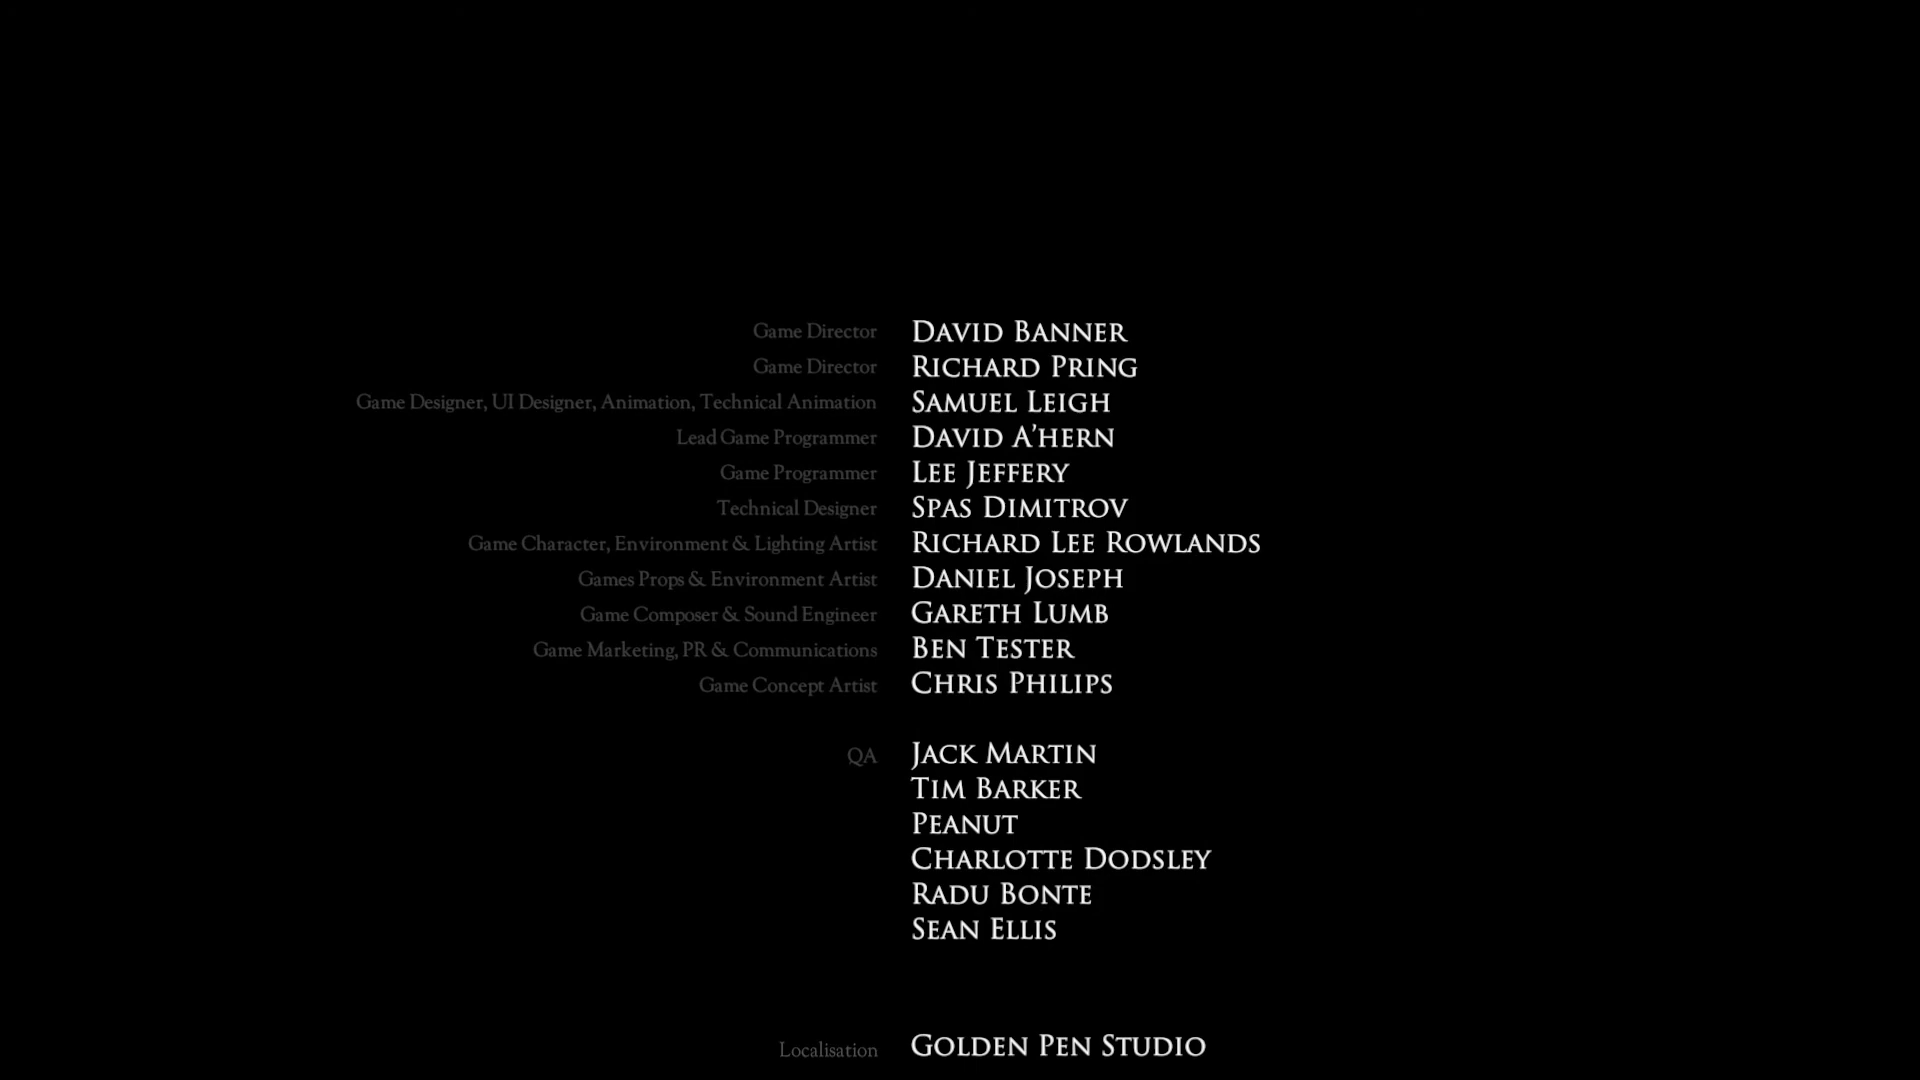 Game Director DAVID BANNER
Game Director RICHARD PRING
Game Designer, UI Designer, Animation, Technical Animation SAMUEL LEIGH
Lead Game Programmer DAVID A'HERN
Game Programmer LEE JEFFERY
Technical Designer SPAS DIMITROV
Game Character, Environment & Lighting Artist RICHARD LEE ROWLANDS
Games Props & Environment Artist DANIEL JOSEPH
Game Composer & Sound Engineer GARETH LUMB
Game Marketing, PR & Communications BEN TESTER
Game Concept Artist CHRIS PHILIPS
QA JACK MARTIN
TIM BARKER
PEANUT
CHARLOTTE DODSLEY
RADU BONTE
SEAN ELLIS
Localisation GOLDEN PEN STUDIO